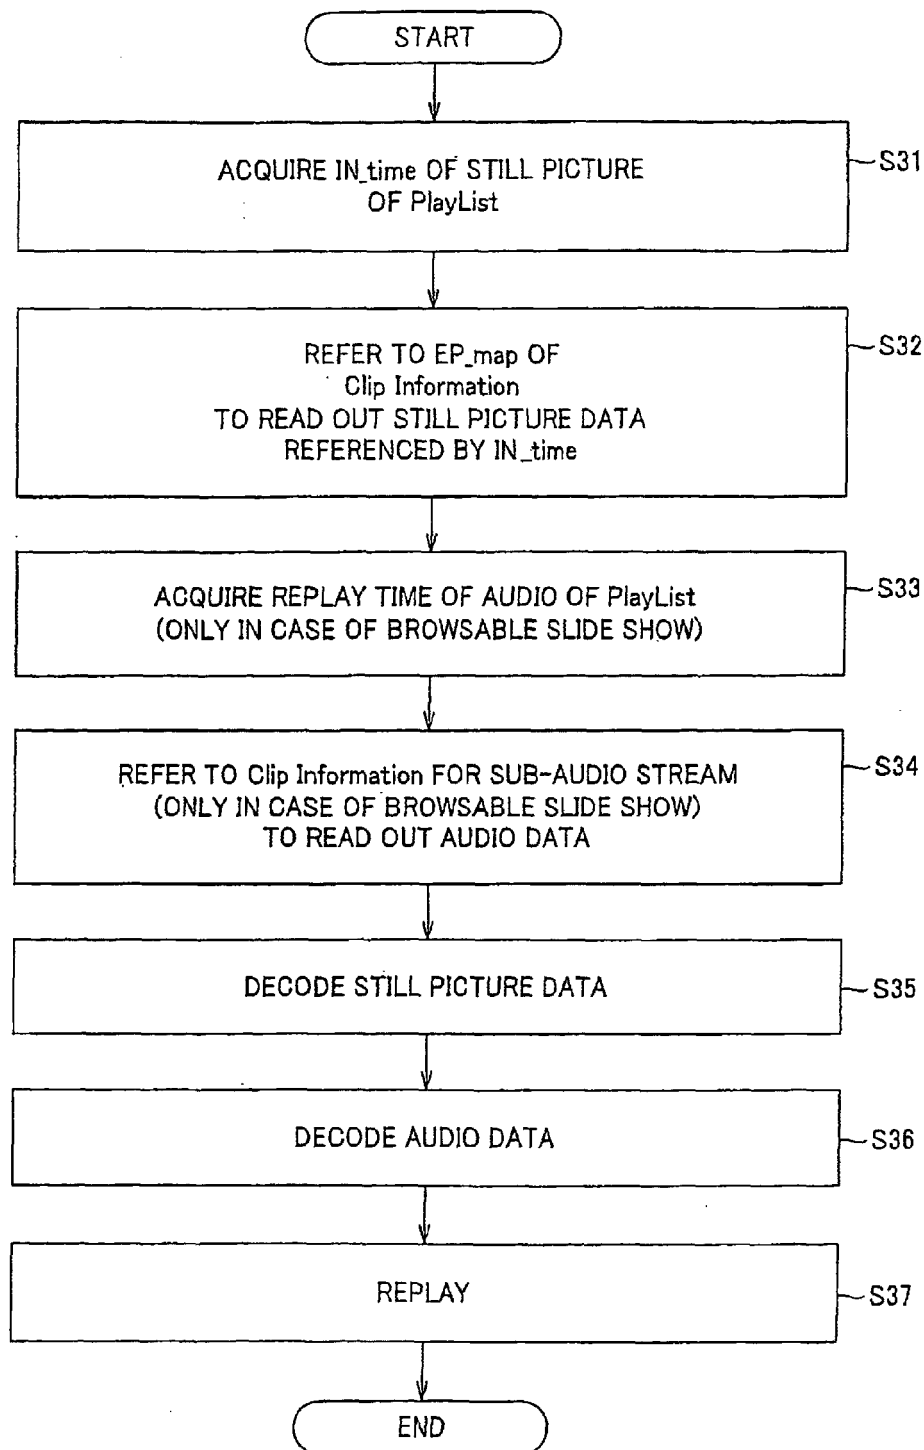 START
ACQUIRE IN_time OF STILL PICTURE
OF PlayList
S31
REFER TO EP_map OF
Clip Information
TO READ OUT STILL PICTURE DATA
REFERENCED BY IN_time
S32
ACQUIRE REPLAY TIME OF AUDIO OF PlayList
(ONLY IN CASE OF BROWSABLE SLIDE SHOW)
S33
REFER TO Clip Information FOR SUB-AUDIO STREAM
(ONLY IN CASE OF BROWSABLE SLIDE SHOW)
TO READ OUT AUDIO DATA
S34
DECODE STILL PICTURE DATA
S35
DECODE AUDIO DATA
S36
REPLAY
S37
END